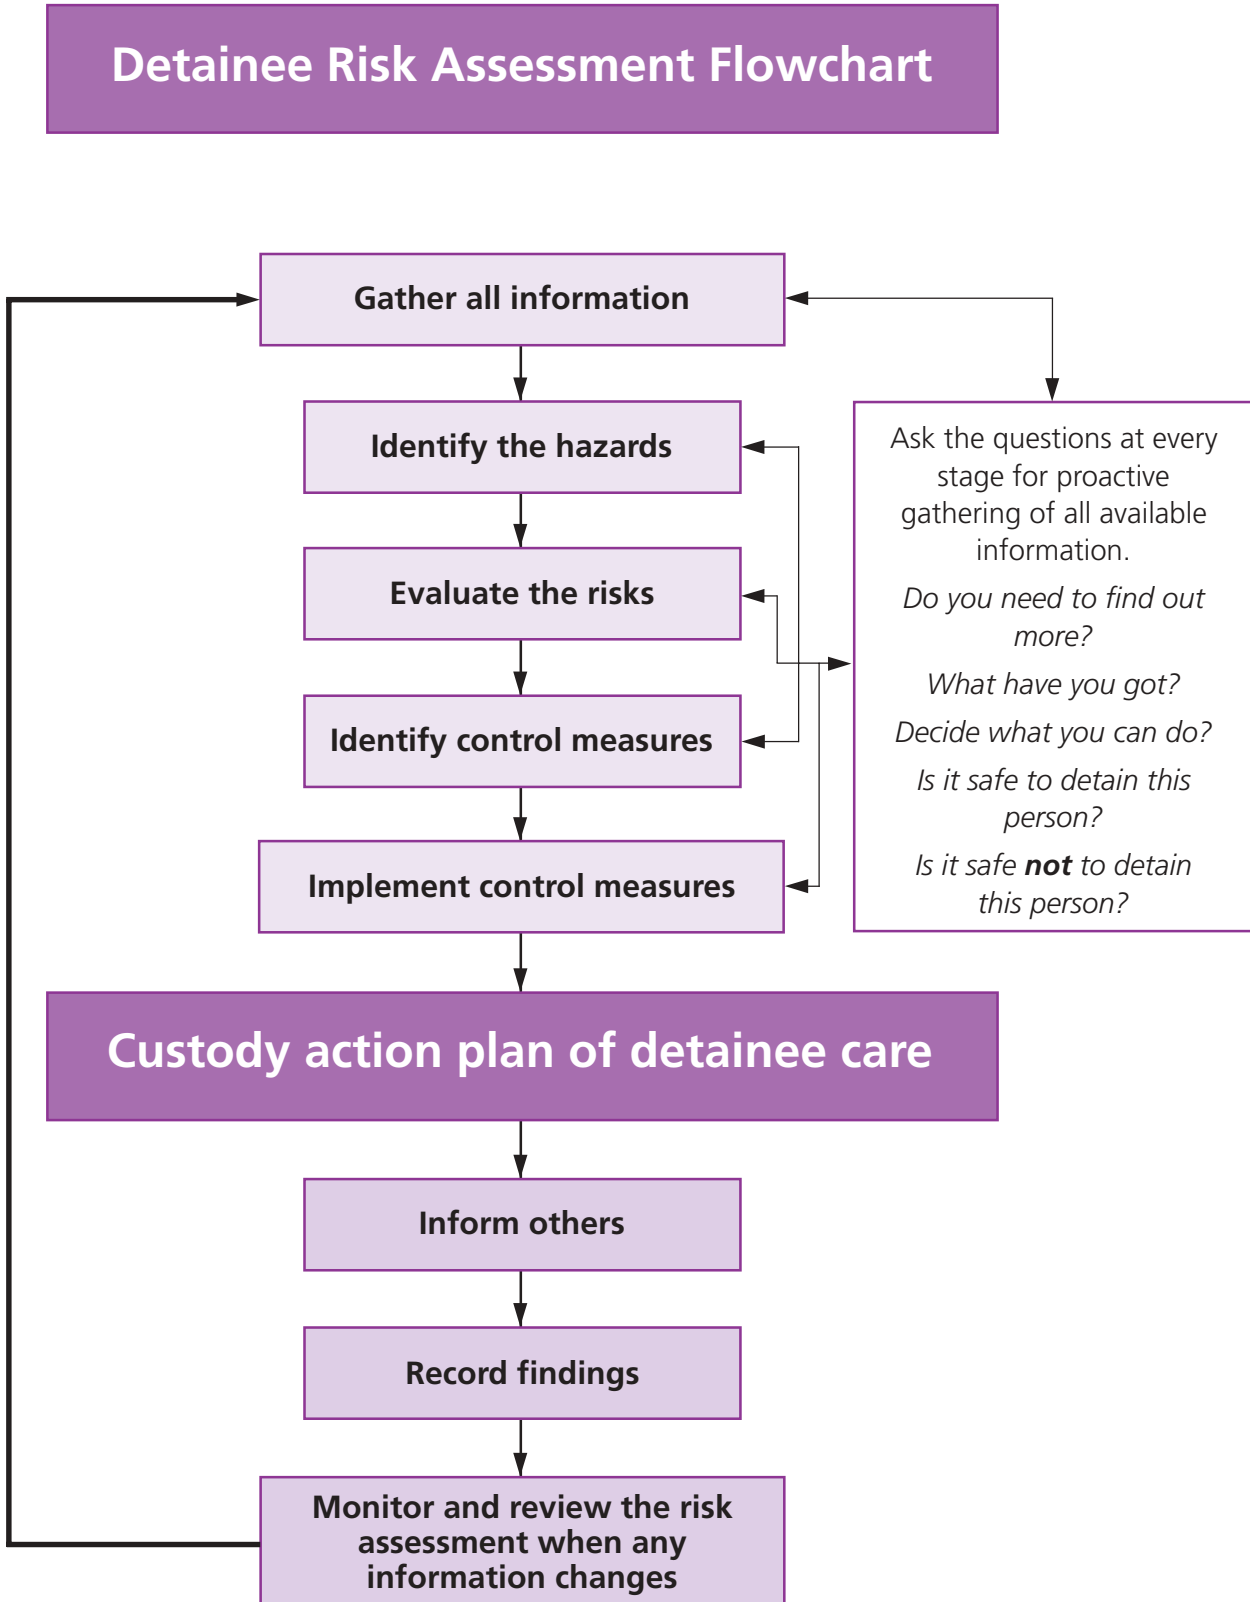 Detainee Risk Assessment Flowchart
Gather all information
Identify the hazards
Evaluate the risks
Identify control measures
Implement control measures
Ask the questions at every
stage for proactive
gathering of all available
information.
Do you need to find out
more?
What have you got?
Decide what you can do?
Is it safe to detain this
person?
Is it safe not to detain
this person?
Custody action plan of detainee care
Inform others
Record findings
Monitor and review the risk
assessment when any
information changes